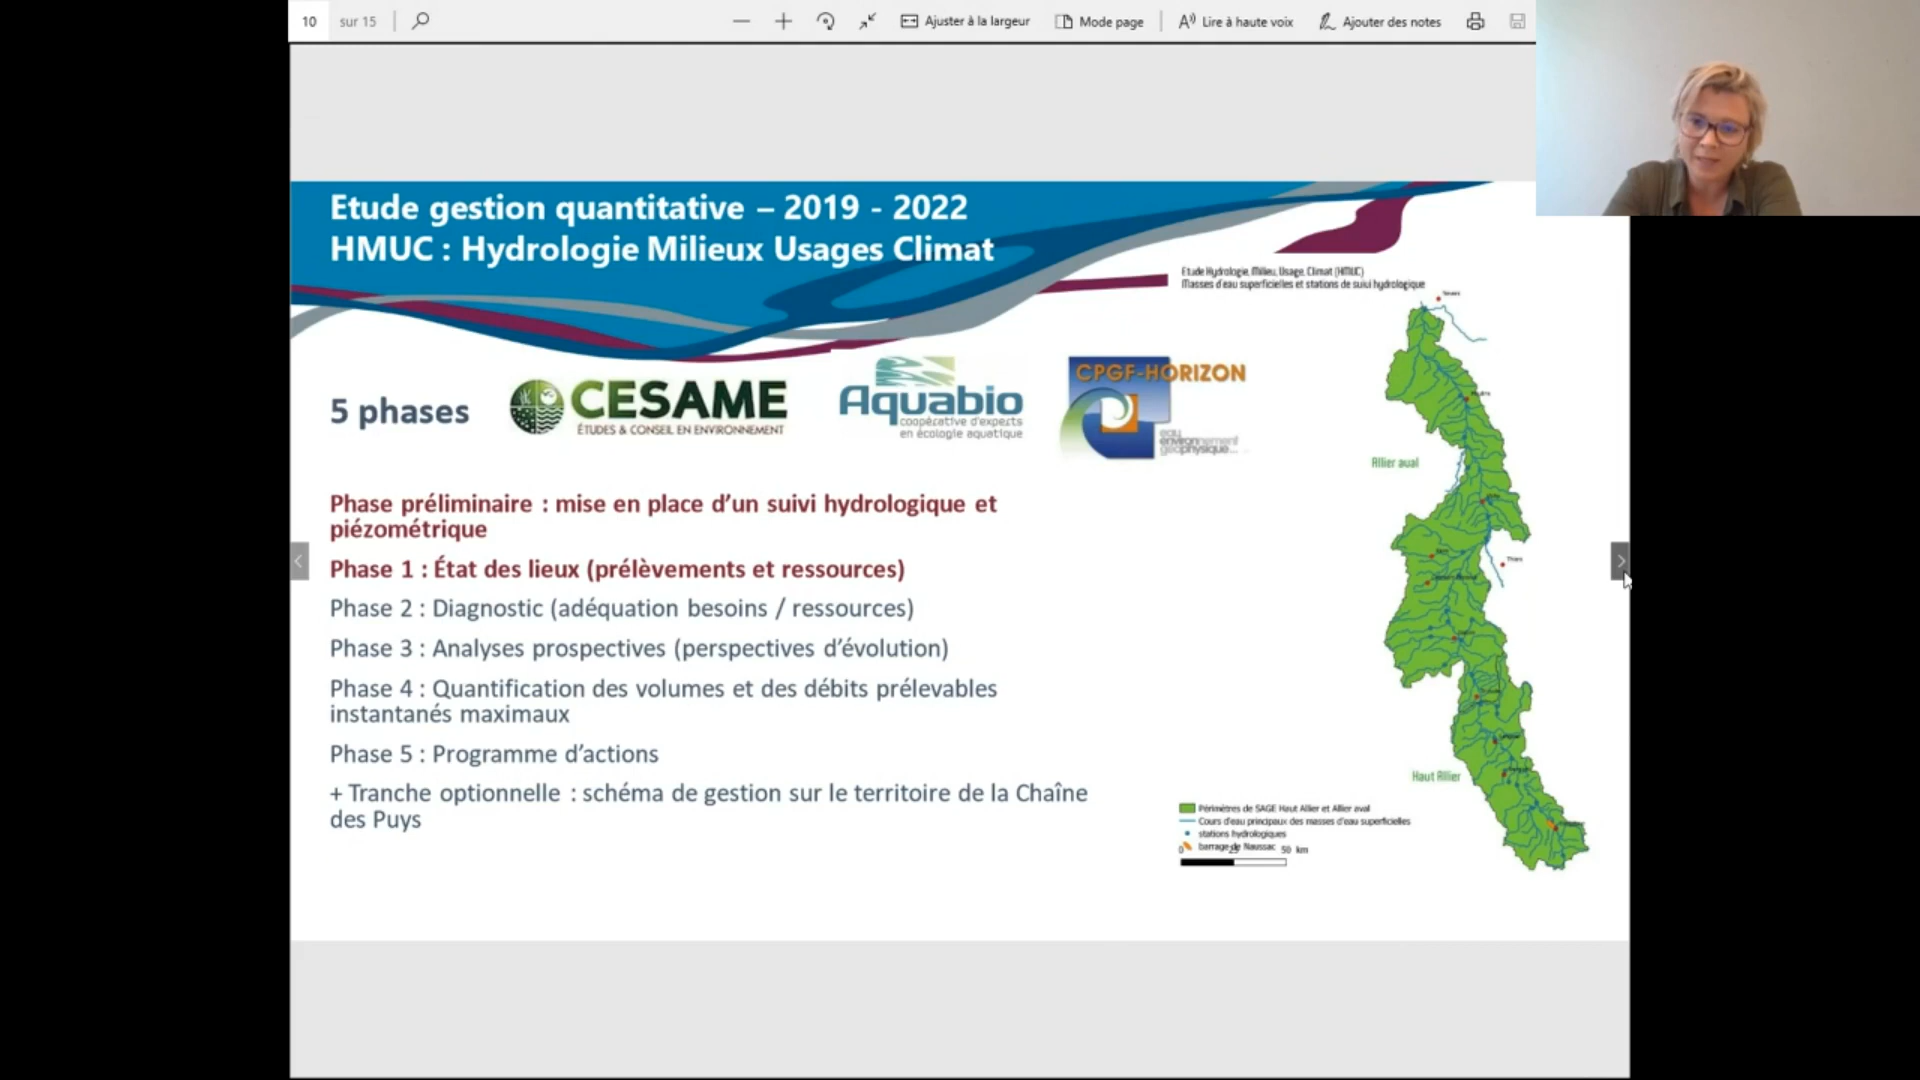 10 sur 15
Ajuster à la largeur
Mode page
Lire à haute voix
Ajouter des notes
Etude gestion quantitative – 2019 - 2022
HMUC : Hydrologie Milieux Usages Climat
Etude Hydrologie, Milieu, Usage, Climat (HMUC)
Masses d'eau superficielles et stations de suivi hydrologique
5 phases
CESAME
ÉTUDES & CONSEIL EN ENVIRONNEMENT
Aquabio
coopérative d'experts
en écologie aquatique
CPGF-HORIZON
eau
environnement
géophysique...
Phase préliminaire : mise en place d’un suivi hydrologique et
piézométrique
Phase 1 : État des lieux (prélèvements et ressources)
Phase 2 : Diagnostic (adéquation besoins / ressources)
Phase 3 : Analyses prospectives (perspectives d’évolution)
Phase 4 : Quantification des volumes et des débits prélevables
instantanés maximaux
Phase 5 : Programme d’actions
+ Tranche optionnelle : schéma de gestion sur le territoire de la Chaîne
des Puys
Allier aval
Thiers
Haut Allier
Périmètres de SAGE Haut Allier et Allier aval
Cours d'eau principaux des masses d'eau superficielles
stations hydrologiques
barrage de Naussac
0 25 50 km